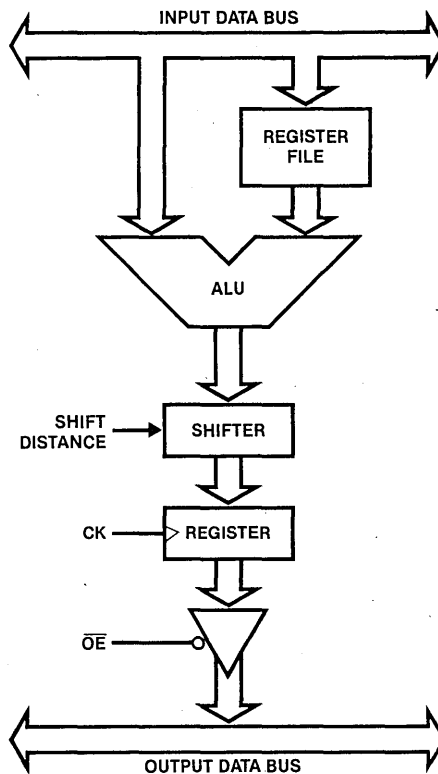 INPUT DATA BUS
REGISTER
FILE
ALU
SHIFT
DISTANCE
SHIFTER
CK
REGISTER
OE
OUTPUT DATA BUS